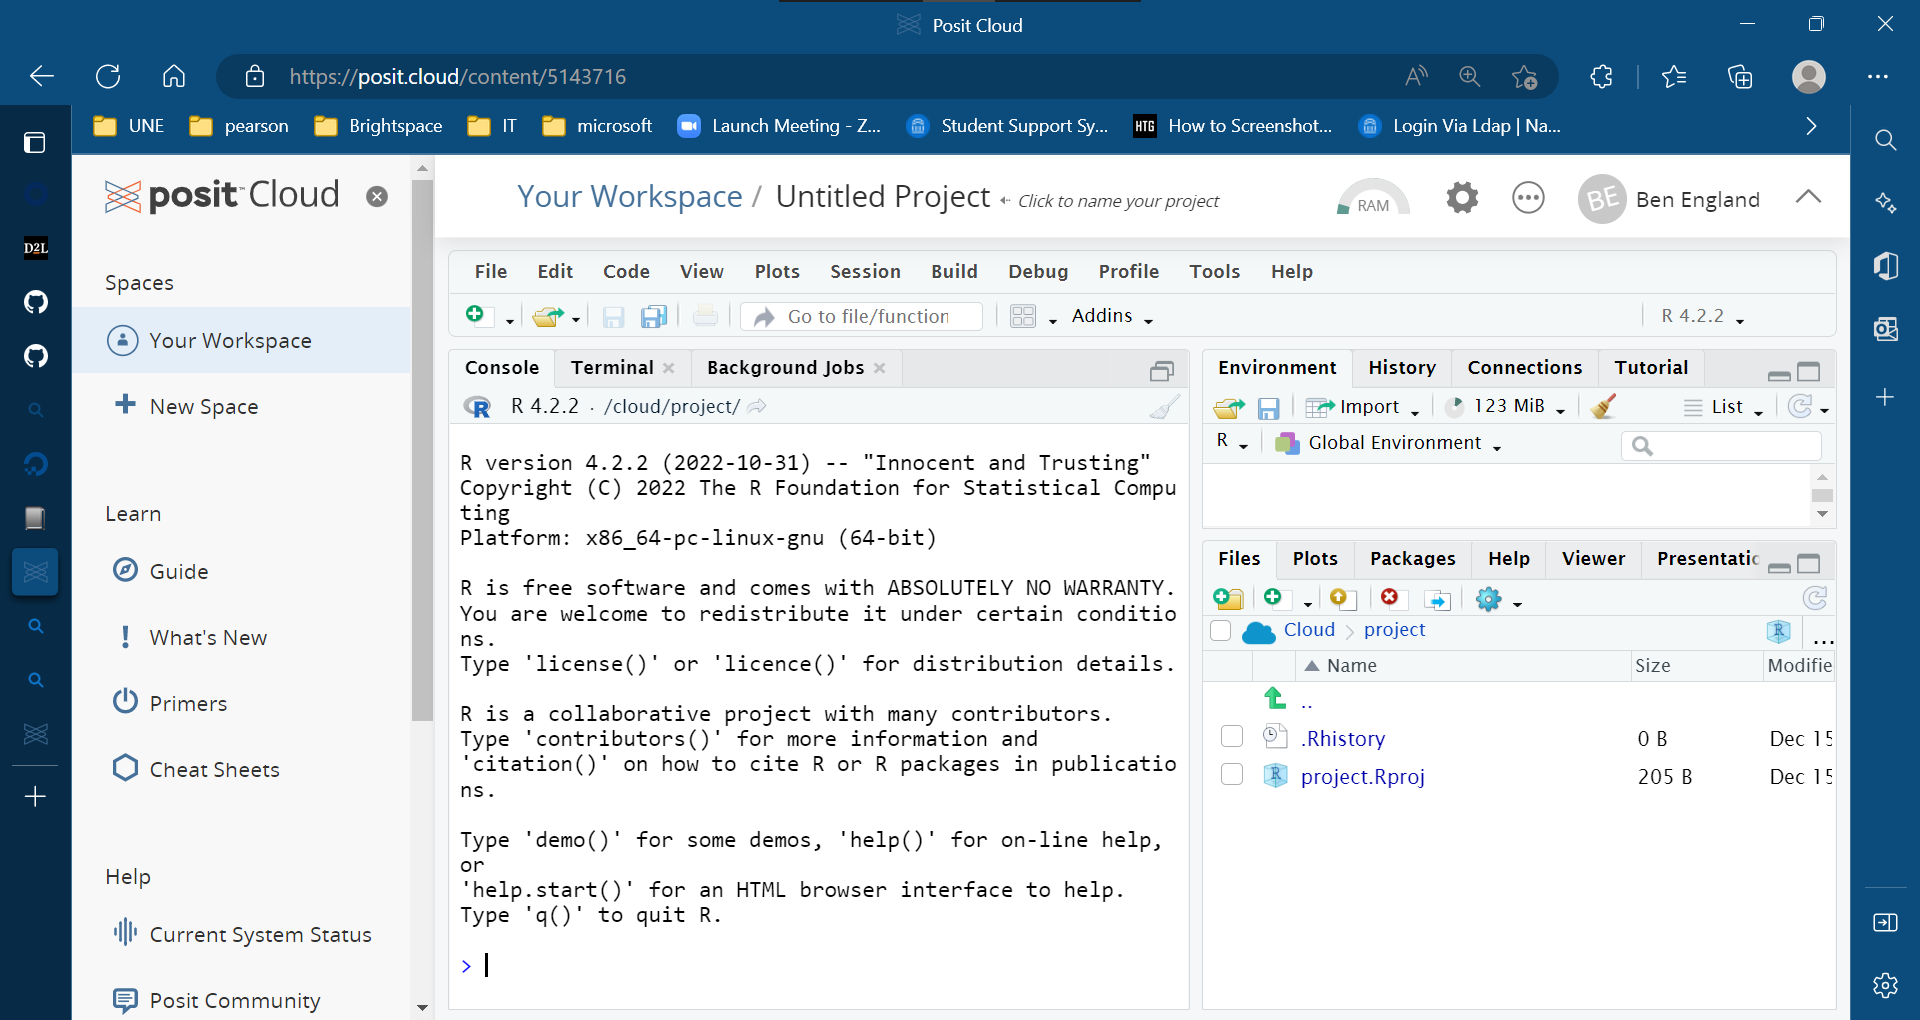 Posit Cloud
https://posit.cloud/content/5143716
UNE pearson Brightspace IT microsoft Launch Meeting - Z... Student Support Sy... HTG How to Screenshot... Login Via Ldap | Na...
D2L
posit Cloud
Spaces
Your Workspace
New Space
Learn
Guide
What's New
Primers
Cheat Sheets
Help
Current System Status
Posit Community
Your Workspace / Untitled Project Click to name your project
RAM
BE Ben England
File Edit Code View Plots Session Build Debug Profile Tools Help
Go to file/function Addins R 4.2.2
Console Terminal Background Jobs
R 4.2.2 · /cloud/project/
R version 4.2.2 (2022-10-31) -- "Innocent and Trusting"
Copyright (C) 2022 The R Foundation for Statistical Compu
ting
Platform: x86_64-pc-linux-gnu (64-bit)
R is free software and comes with ABSOLUTELY NO WARRANTY.
You are welcome to redistribute it under certain conditio
ns.
Type 'license()' or 'licence()' for distribution details.
R is a collaborative project with many contributors.
Type 'contributors()' for more information and
'citation()' on how to cite R or R packages in publicatio
ns.
Type 'demo()' for some demos, 'help()' for on-line help,
or
'help.start()' for an HTML browser interface to help.
Type 'q()' to quit R.
>
Environment History Connections Tutorial
Import 123 MiB List
R Global Environment
Files Plots Packages Help Viewer Presentatio
Cloud project R ...
Name Size Modifie
..
.Rhistory 0 B Dec 15
project.Rproj 205 B Dec 15